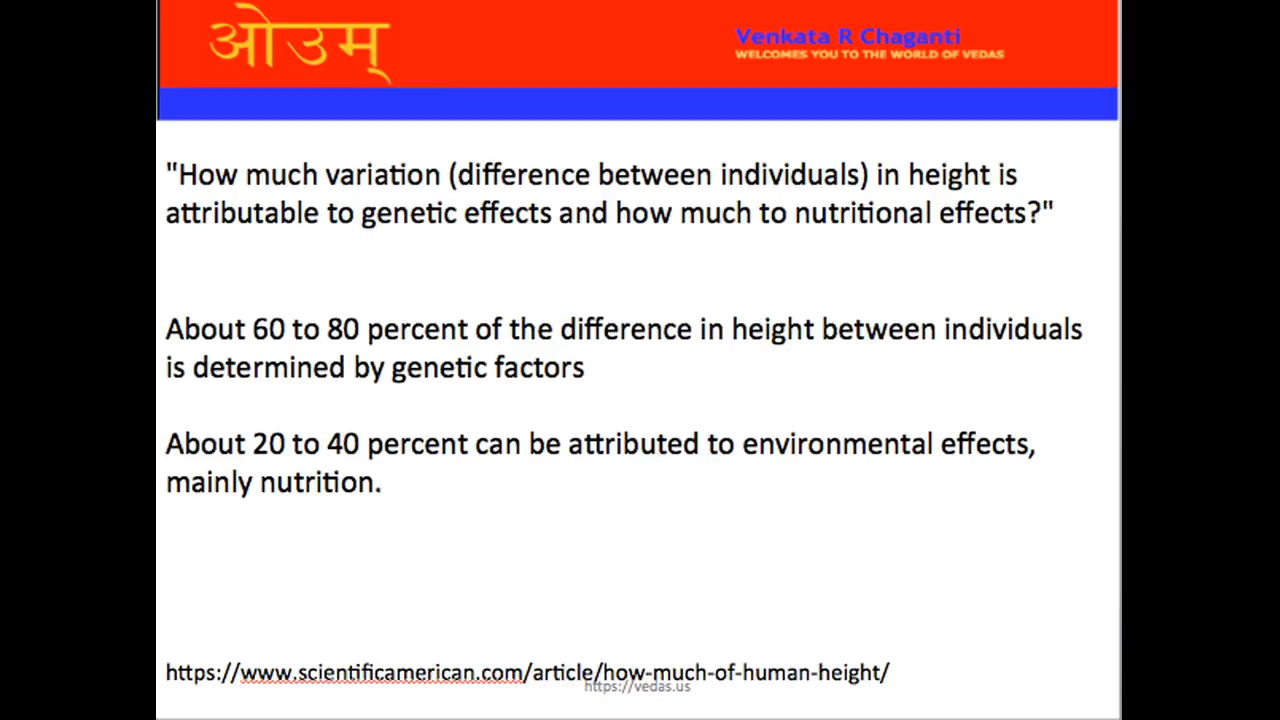 ओउम्
Venkata R Chaganti
WELCOMES YOU TO THE WORLD OF VEDAS
"How much variation (difference between individuals) in height is
attributable to genetic effects and how much to nutritional effects?"
About 60 to 80 percent of the difference in height between individuals
is determined by genetic factors
About 20 to 40 percent can be attributed to environmental effects,
mainly nutrition.
https://www.scientificamerican.com/article/how-much-of-human-height/
https://vedas.us